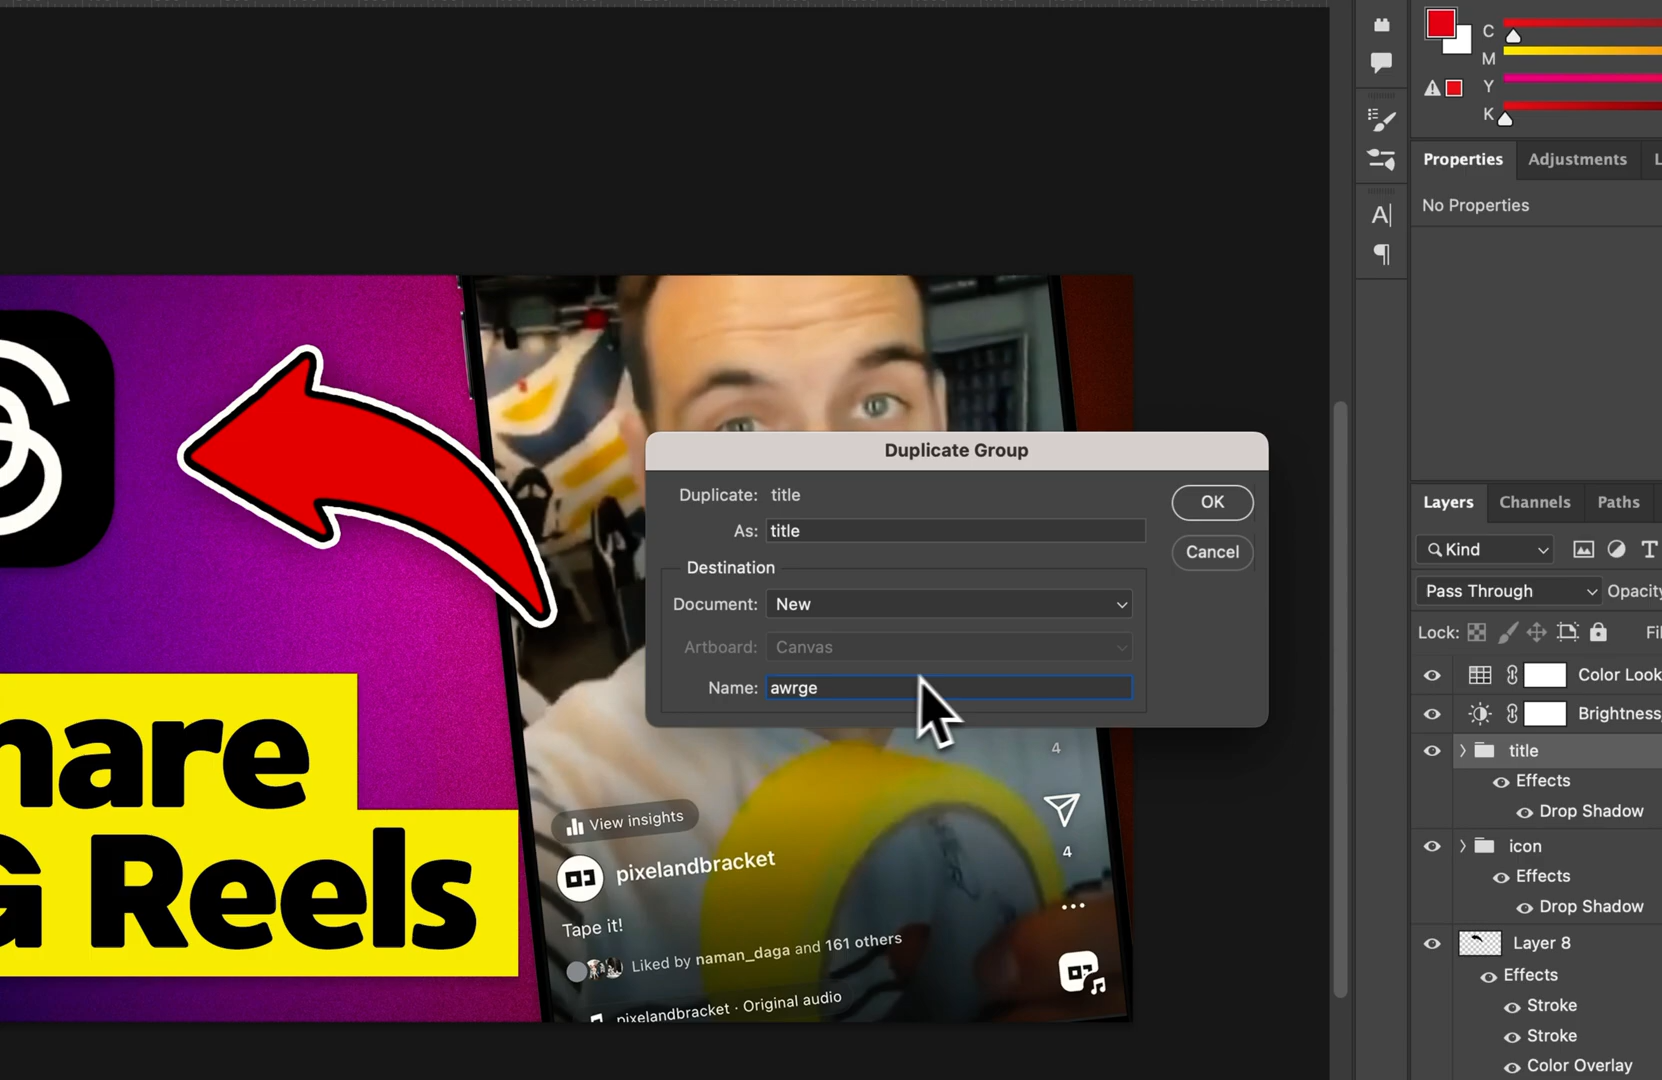 C
M
Y
K
Properties Adjustments L
No Properties
Duplicate Group
Duplicate: title
As: title
OK
Cancel
Destination
Document: New
Artboard: Canvas
Name: awrge
Layers Channels Paths
Kind
Pass Through Opacity
Lock: Fil
Color Look
Brightness
title
Effects
Drop Shadow
icon
Effects
Drop Shadow
Layer 8
Effects
Stroke
Stroke
Color Overlay
hare
G Reels
4
View insights
pixelandbracket
4
Tape it!
Liked by naman_daga and 161 others
pixelandbracket · Original audio